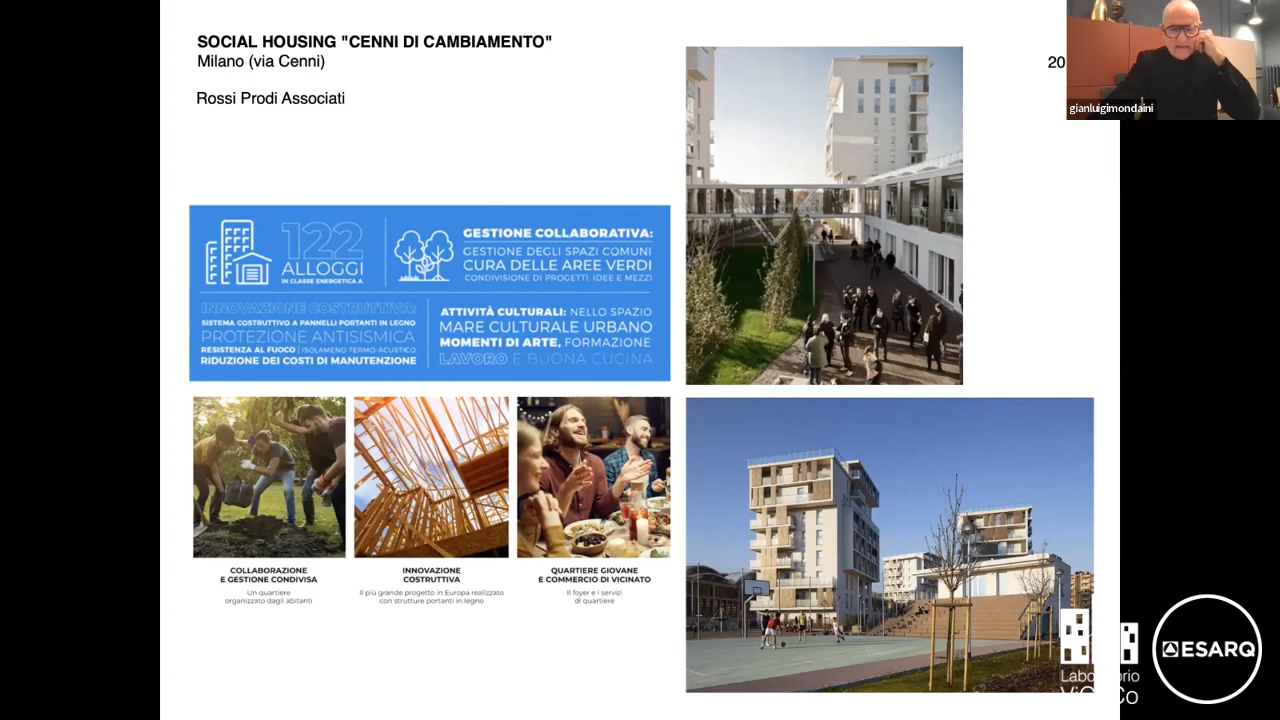 SOCIAL HOUSING "CENNI DI CAMBIAMENTO"
Milano (via Cenni)
20
Rossi Prodi Associati
gianluigimondaini
122
ALLOGGI
IN CLASSE ENERGETICA A
GESTIONE COLLABORATIVA:
GESTIONE DEGLI SPAZI COMUNI
CURA DELLE AREE VERDI
CONDIVISIONE DI PROGETTI, IDEE E MEZZI
INNOVAZIONE COSTRUTTIVA:
SISTEMA COSTRUTTIVO A PANNELLI PORTANTI IN LEGNO
PROTEZIONE ANTISISMICA
RESISTENZA AL FUOCO | ISOLAMENTO TERMO-ACUSTICO
RIDUZIONE DEI COSTI DI MANUTENZIONE
ATTIVITÀ CULTURALI: NELLO SPAZIO
MARE CULTURALE URBANO
MOMENTI DI ARTE, FORMAZIONE
LAVORO E BUONA CUCINA
COLLABORAZIONE
E GESTIONE CONDIVISA
Un quartiere
organizzato dagli abitanti
INNOVAZIONE
COSTRUTTIVA
Il più grande progetto in Europa realizzato
con strutture portanti in legno
QUARTIERE GIOVANE
E COMMERCIO DI VICINATO
Il foyer e i servizi
di quartiere
ESARQ